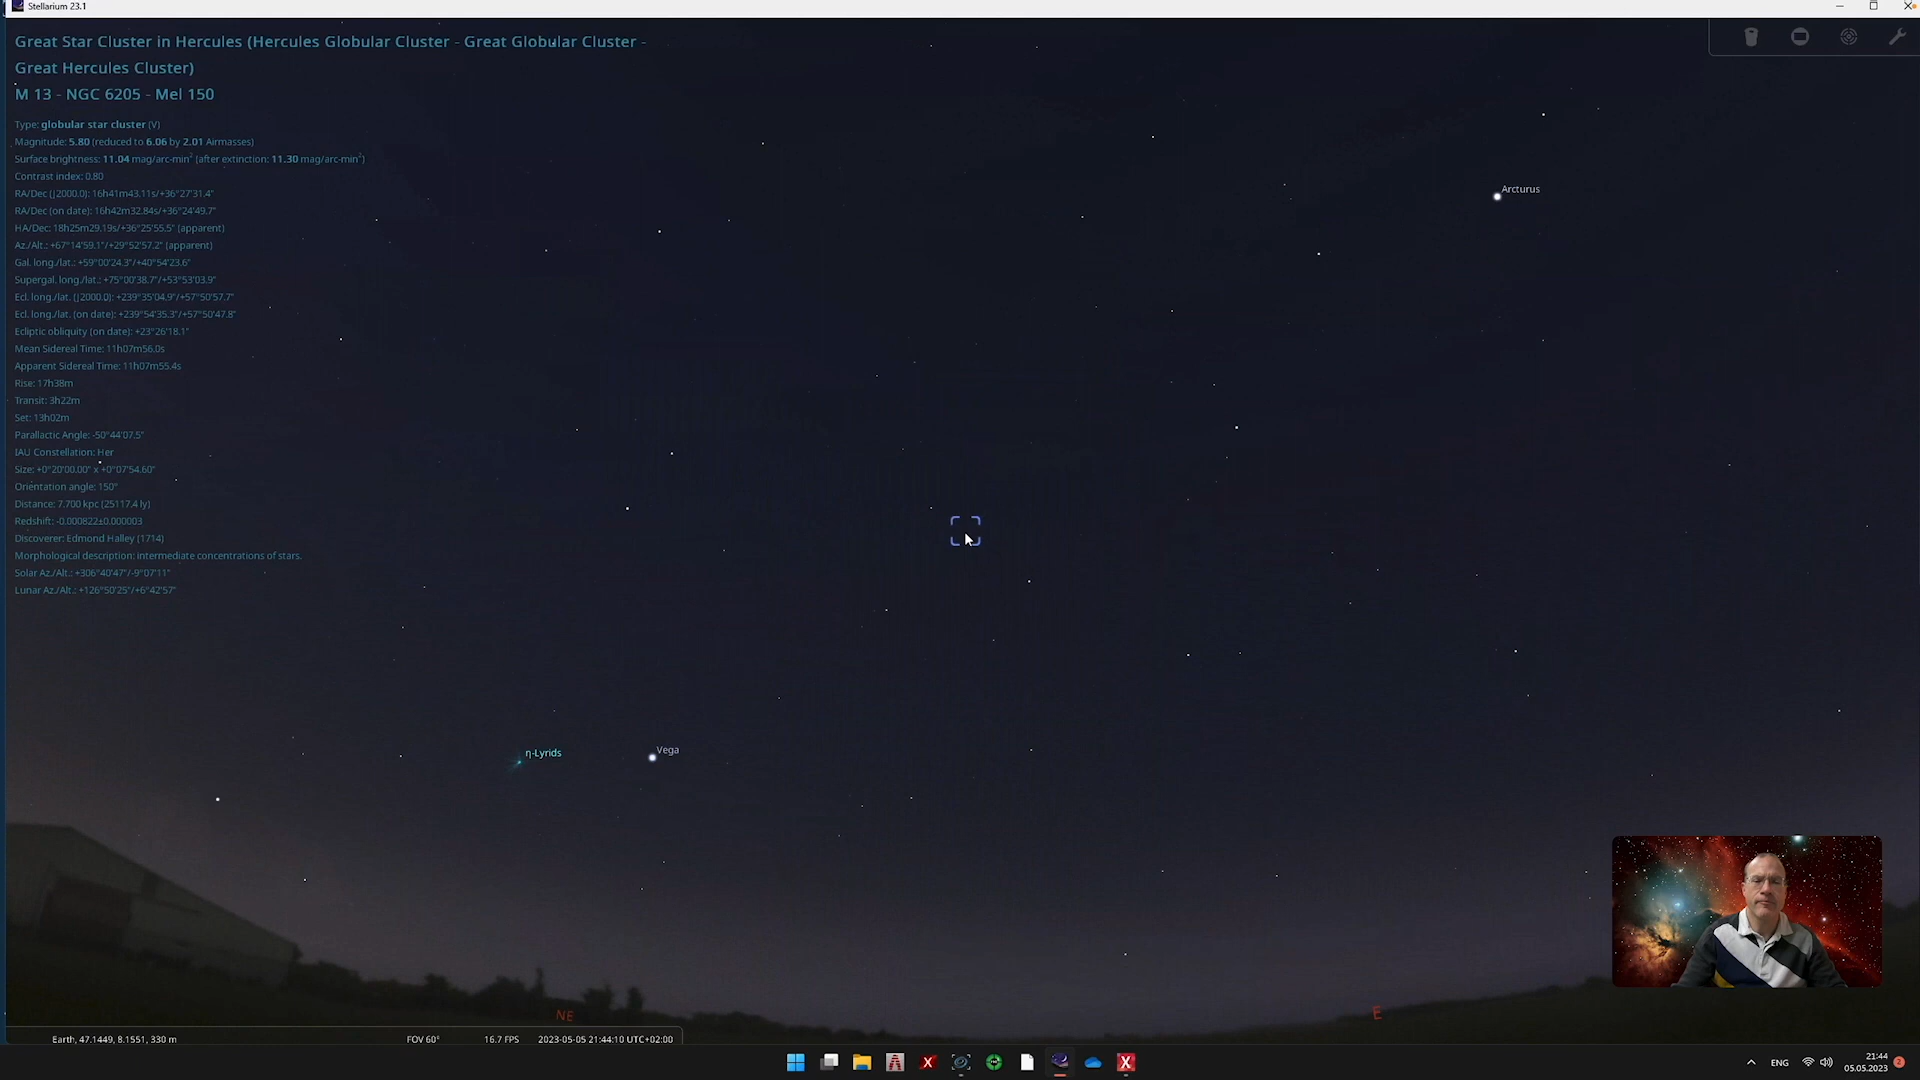 Stellarium 23.1
Great Star Cluster in Hercules (Hercules Globular Cluster - Great Globular Cluster -
Great Hercules Cluster)
M 13 - NGC 6205 - Mel 150
Type: globular star cluster (V)
Magnitude: 5.80 (reduced to 6.06 by 2.01 Airmasses)
Surface brightness: 11.04 mag/arc-min² (after extinction: 11.30 mag/arc-min²)
Contrast index: 0.80
RA/Dec (J2000.0): 16h41m43.11s/+36°27'31.4"
RA/Dec (on date): 16h42m32.84s/+36°24'49.7"
HA/Dec: 18h25m29.19s/+36°25'55.5" (apparent)
Az./Alt.: +67°14'59.1"/+29°52'57.2" (apparent)
Gal. long./lat.: +59°00'24.3"/+40°54'23.6"
Supergal. long./lat.: +75°00'38.7"/+53°53'03.9"
Ecl. long./lat. (J2000.0): +239°35'04.9"/+57°50'57.7"
Ecl. long./lat. (on date): +239°54'35.3"/+57°50'47.8"
Ecliptic obliquity (on date): +23°26'18.1"
Mean Sidereal Time: 11h07m56.0s
Apparent Sidereal Time: 11h07m55.4s
Rise: 17h38m
Transit: 3h22m
Set: 13h02m
Parallactic Angle: -50°44'07.5"
IAU Constellation: Her
Size: +0°20'00.00" x +0°07'54.60"
Orientation angle: 150°
Distance: 7.700 kpc (25117.4 ly)
Redshift: -0.000822±0.000003
Discoverer: Edmond Halley (1714)
Morphological description: intermediate concentrations of stars.
Solar Az./Alt.: +306°40'47"/-9°07'11"
Lunar Az./Alt.: +126°50'25"/+6°42'57"
Arcturus
η-Lyrids
Vega
NE
E
Earth, 47.1449, 8.1551, 330 m
FOV 60°
16.7 FPS
2023-05-05 21:44:10 UTC+02:00
ENG
21:44
05.05.2023
2